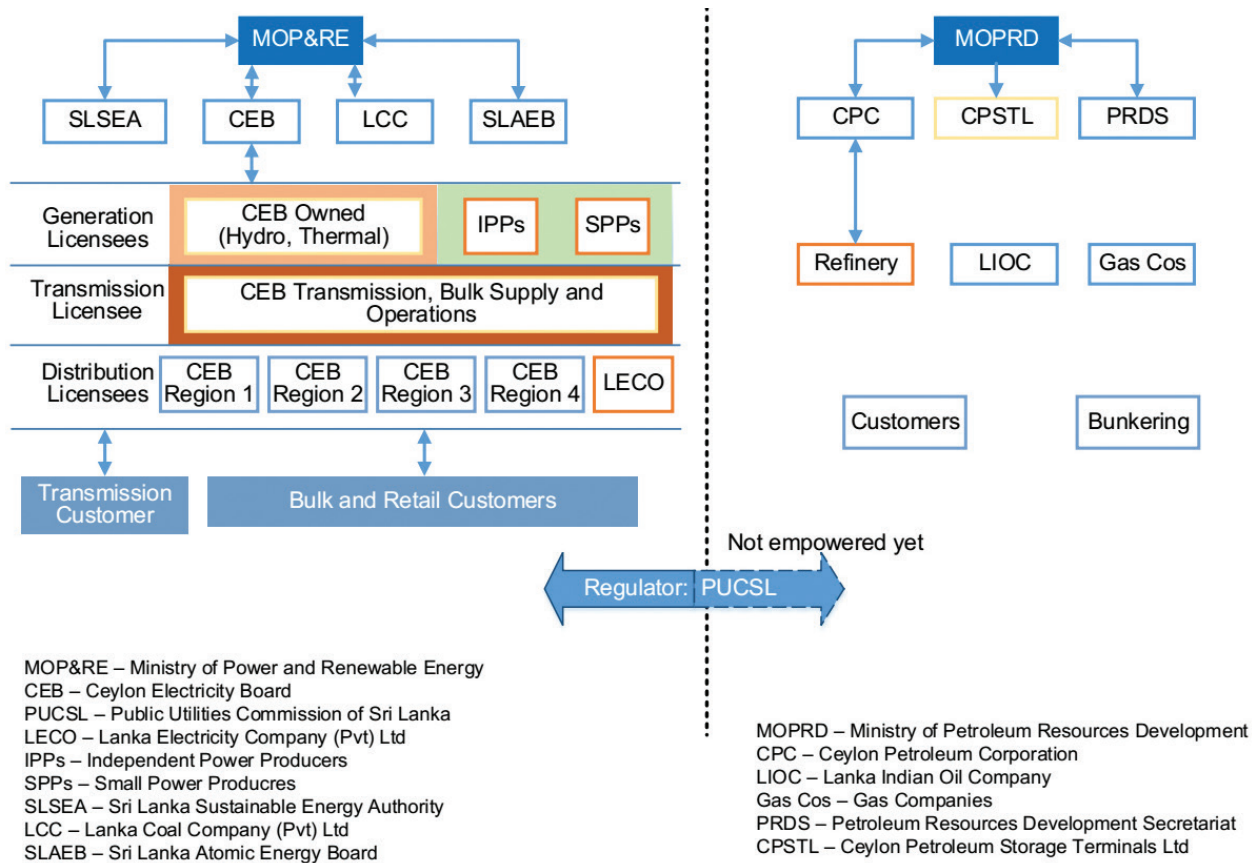 MOP&RE
MOPRD
SLSEA
CEB
LCC
SLAEB
CPC
CPSTL
PRDS
Generation
Licensees
CEB Owned
(Hydro, Thermal)
IPPs
SPPs
Refinery
LIOC
Gas Cos
Transmission
Licensee
CEB Transmission, Bulk Supply and
Operations
Distribution
Licensees
CEB
Region 1
CEB
Region 2
CEB
Region 3
CEB
Region 4
LECO
Customers
Bunkering
Transmission
Customer
Bulk and Retail Customers
Not empowered yet
Regulator: PUCSL
MOP&RE – Ministry of Power and Renewable Energy
CEB – Ceylon Electricity Board
PUCSL – Public Utilities Commission of Sri Lanka
LECO – Lanka Electricity Company (Pvt) Ltd
IPPs – Independent Power Producers
SPPs – Small Power Producres
SLSEA – Sri Lanka Sustainable Energy Authority
LCC – Lanka Coal Company (Pvt) Ltd
SLAEB – Sri Lanka Atomic Energy Board
MOPRD – Ministry of Petroleum Resources Development
CPC – Ceylon Petroleum Corporation
LIOC – Lanka Indian Oil Company
Gas Cos – Gas Companies
PRDS – Petroleum Resources Development Secretariat
CPSTL – Ceylon Petroleum Storage Terminals Ltd